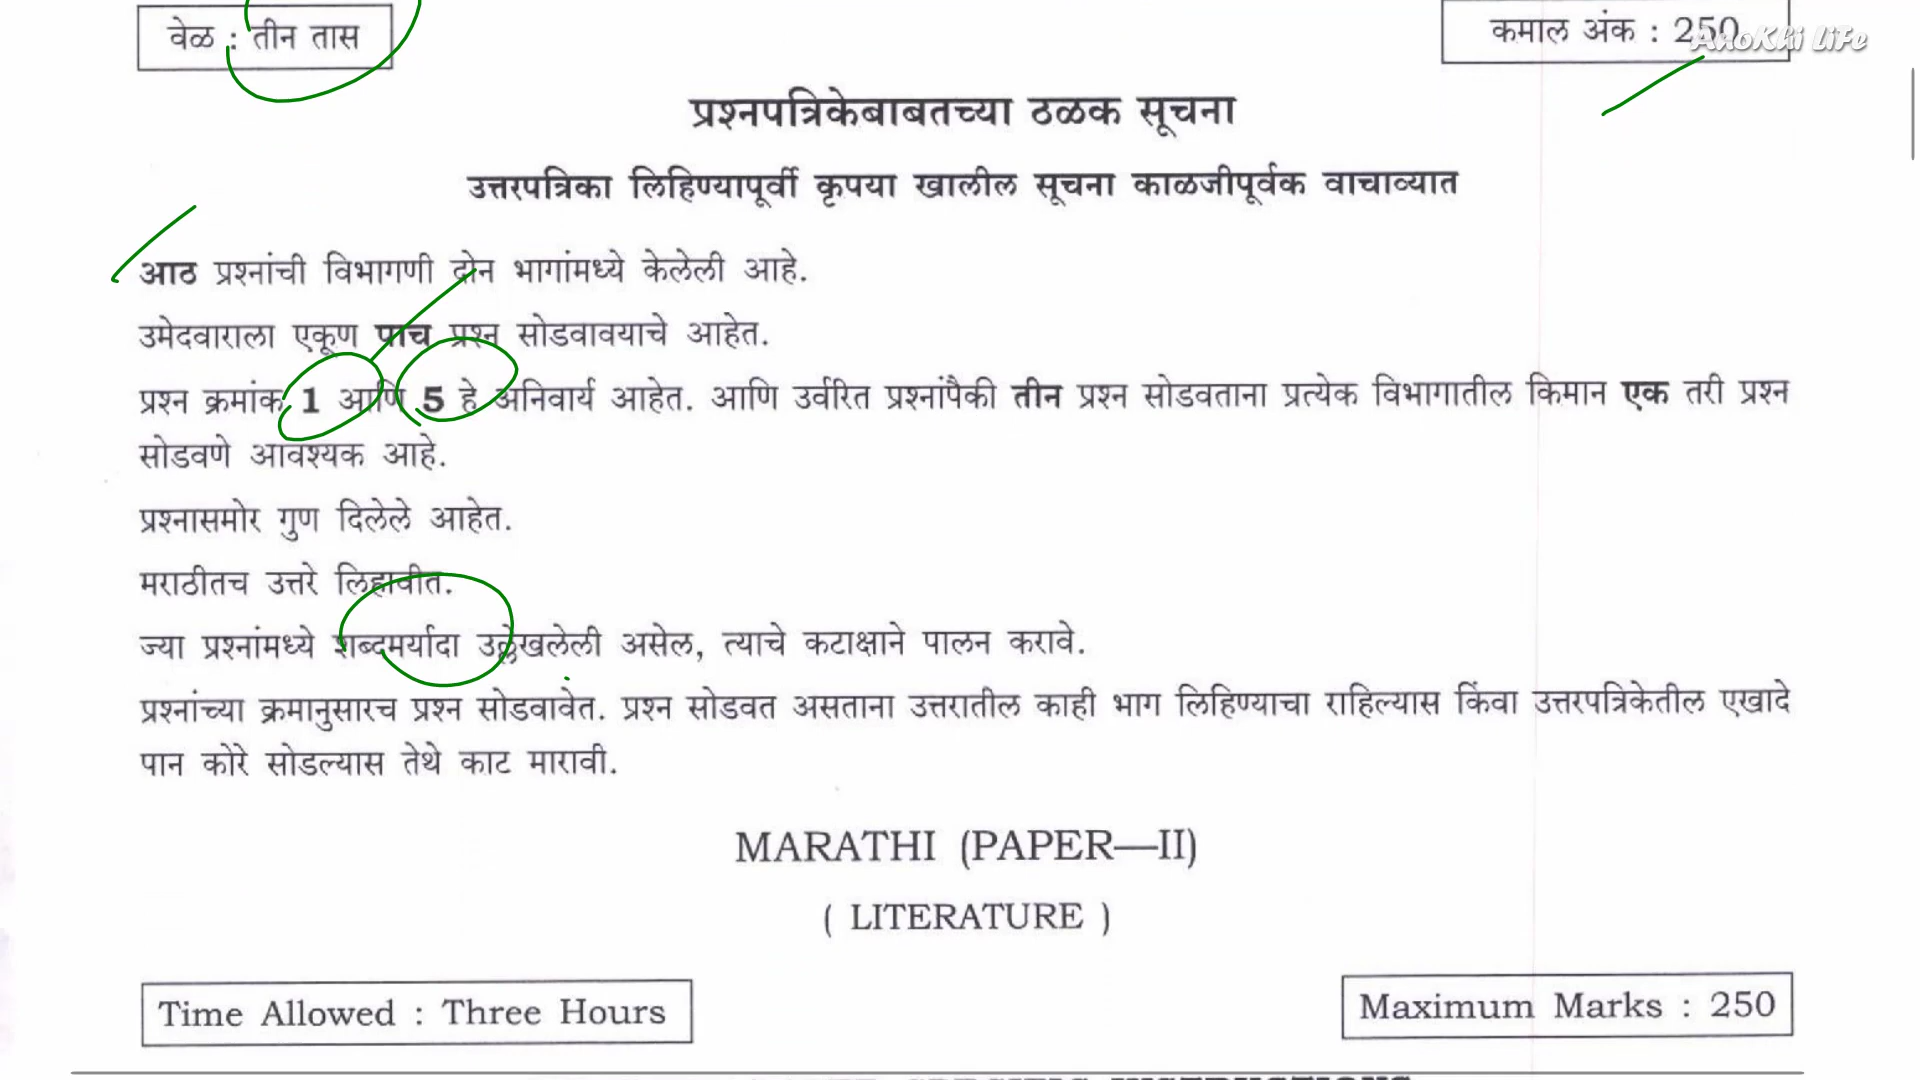 वेळ : तीन तास
कमाल अंक : 250
AnoKhi LiFe
प्रश्नपत्रिकेबाबतच्या ठळक सूचना
उत्तरपत्रिका लिहिण्यापूर्वी कृपया खालील सूचना काळजीपूर्वक वाचाव्यात
आठ प्रश्नांची विभागणी दोन भागांमध्ये केलेली आहे.
उमेदवाराला एकूण पाच प्रश्न सोडवावयाचे आहेत.
प्रश्न क्रमांक 1 आणि 5 हे अनिवार्य आहेत. आणि उर्वरित प्रश्नांपैकी तीन प्रश्न सोडवताना प्रत्येक विभागातील किमान एक तरी प्रश्न
सोडवणे आवश्यक आहे.
प्रश्नासमोर गुण दिलेले आहेत.
मराठीतच उत्तरे लिहावीत.
ज्या प्रश्नांमध्ये शब्दमर्यादा उल्लेखलेली असेल, त्याचे कटाक्षाने पालन करावे.
प्रश्नांच्या क्रमानुसारच प्रश्न सोडवावेत. प्रश्न सोडवत असताना उत्तरातील काही भाग लिहिण्याचा राहिल्यास किंवा उत्तरपत्रिकेतील एखादे
पान कोरे सोडल्यास तेथे काट मारावी.
MARATHI (PAPER—II)
( LITERATURE )
Time Allowed : Three Hours
Maximum Marks : 250